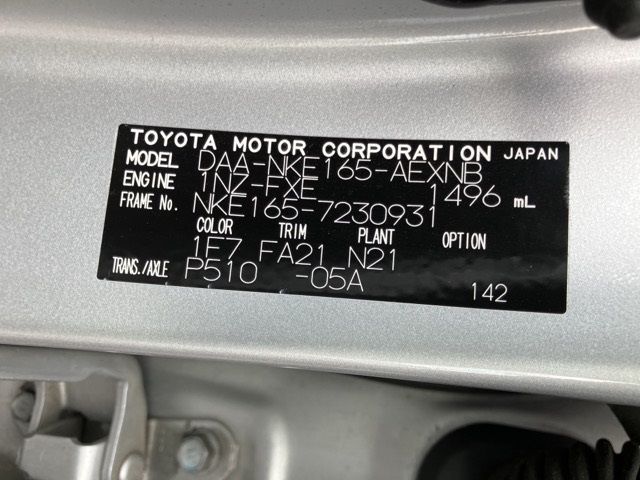 TOYOTA MOTOR CORPORATION JAPAN
MODEL DAA-NKE165-AEXNB
ENGINE 1NZ-FXE 1496 mL
FRAME No. NKE165-7230931
COLOR TRIM PLANT OPTION
1F7 FA21 N21
TRANS./AXLE P510 -05A
142